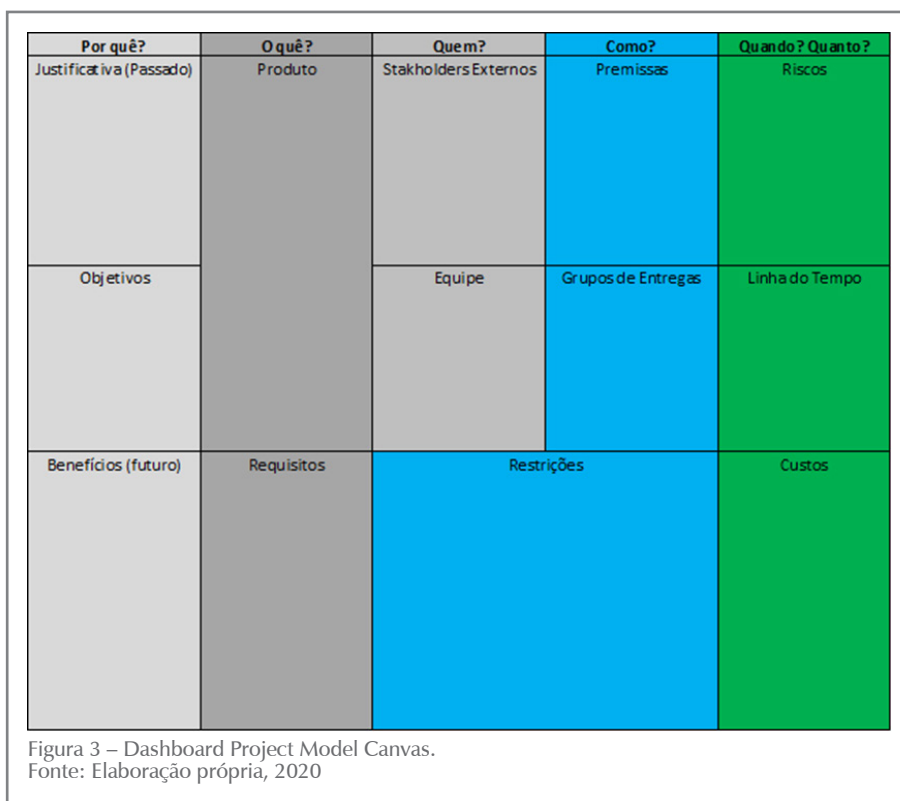 Por quê?
O quê?
Quem?
Como?
Quando? Quanto?
Justificativa (Passado)
Produto
Stakholders Externos
Premissas
Riscos
Objetivos
Equipe
Grupos de Entregas
Linha do Tempo
Benefícios (futuro)
Requisitos
Restrições
Custos
Figura 3 – Dashboard Project Model Canvas.
Fonte: Elaboração própria, 2020